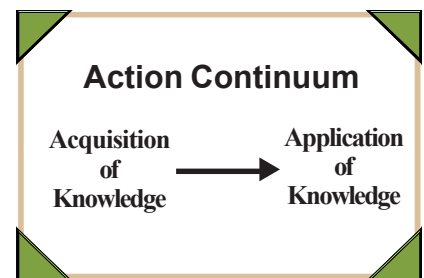 Action Continuum
Acquisition
of
Knowledge
Application
of
Knowledge